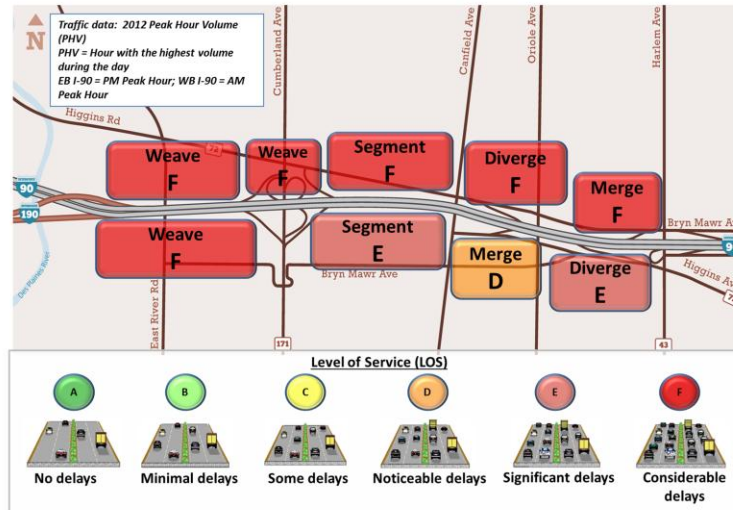 Traffic data: 2012 Peak Hour Volume
(PHV)
PHV = Hour with the highest volume
during the day
EB I-90 = PM Peak Hour; WB I-90 = AM
Peak Hour
N
Cumberland Ave
Canfield Ave
Oriole Ave
Harlem Ave
Higgins Rd
72
Weave
F
Weave
F
Segment
F
Diverge
F
Merge
F
90
190
Bryn Mawr Ave
Weave
F
Segment
E
Merge
D
Diverge
E
Bryn Mawr Ave
Higgins Ave
Des Plaines River
East River Rd
171
43
Level of Service (LOS)
A
B
C
D
E
F
No delays
Minimal delays
Some delays
Noticeable delays
Significant delays
Considerable
delays